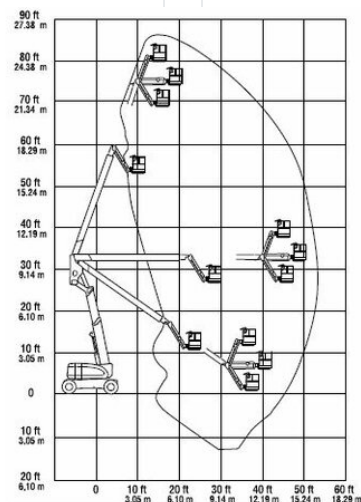 90 ft
27.38 m
80 ft
24.38 m
70 ft
21.34 m
60 ft
18.29 m
50 ft
15.24 m
40 ft
12.19 m
30 ft
9.14 m
20 ft
6.10 m
10 ft
3.05 m
0
10 ft
3.05 m
20 ft
6,10 m
0 10 ft 20 ft 30 ft 40 ft 50 ft 60 ft
3.05 m 6.10 m 9.14 m 12.19 m 15.24 m 18.29 m